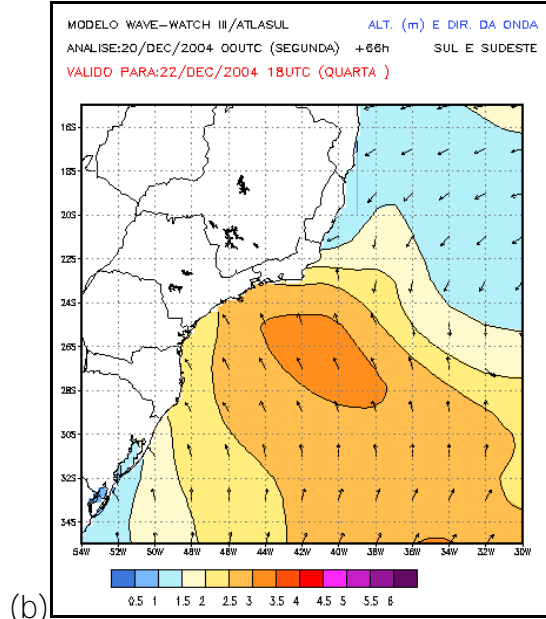 MODELO WAVE-WATCH III/ATLASUL ALT. (m) E DIR. DA ONDA
ANALISE:20/DEC/2004 00UTC (SEGUNDA) +66h SUL E SUDESTE
VALIDO PARA:22/DEC/2004 18UTC (QUARTA )
16S
18S
20S
22S
24S
26S
28S
30S
32S
34S
54W 52W 50W 48W 46W 44W 42W 40W 38W 36W 34W 32W 30W
0.5 1 1.5 2 2.5 3 3.5 4 4.5 5 5.5 6
(b)